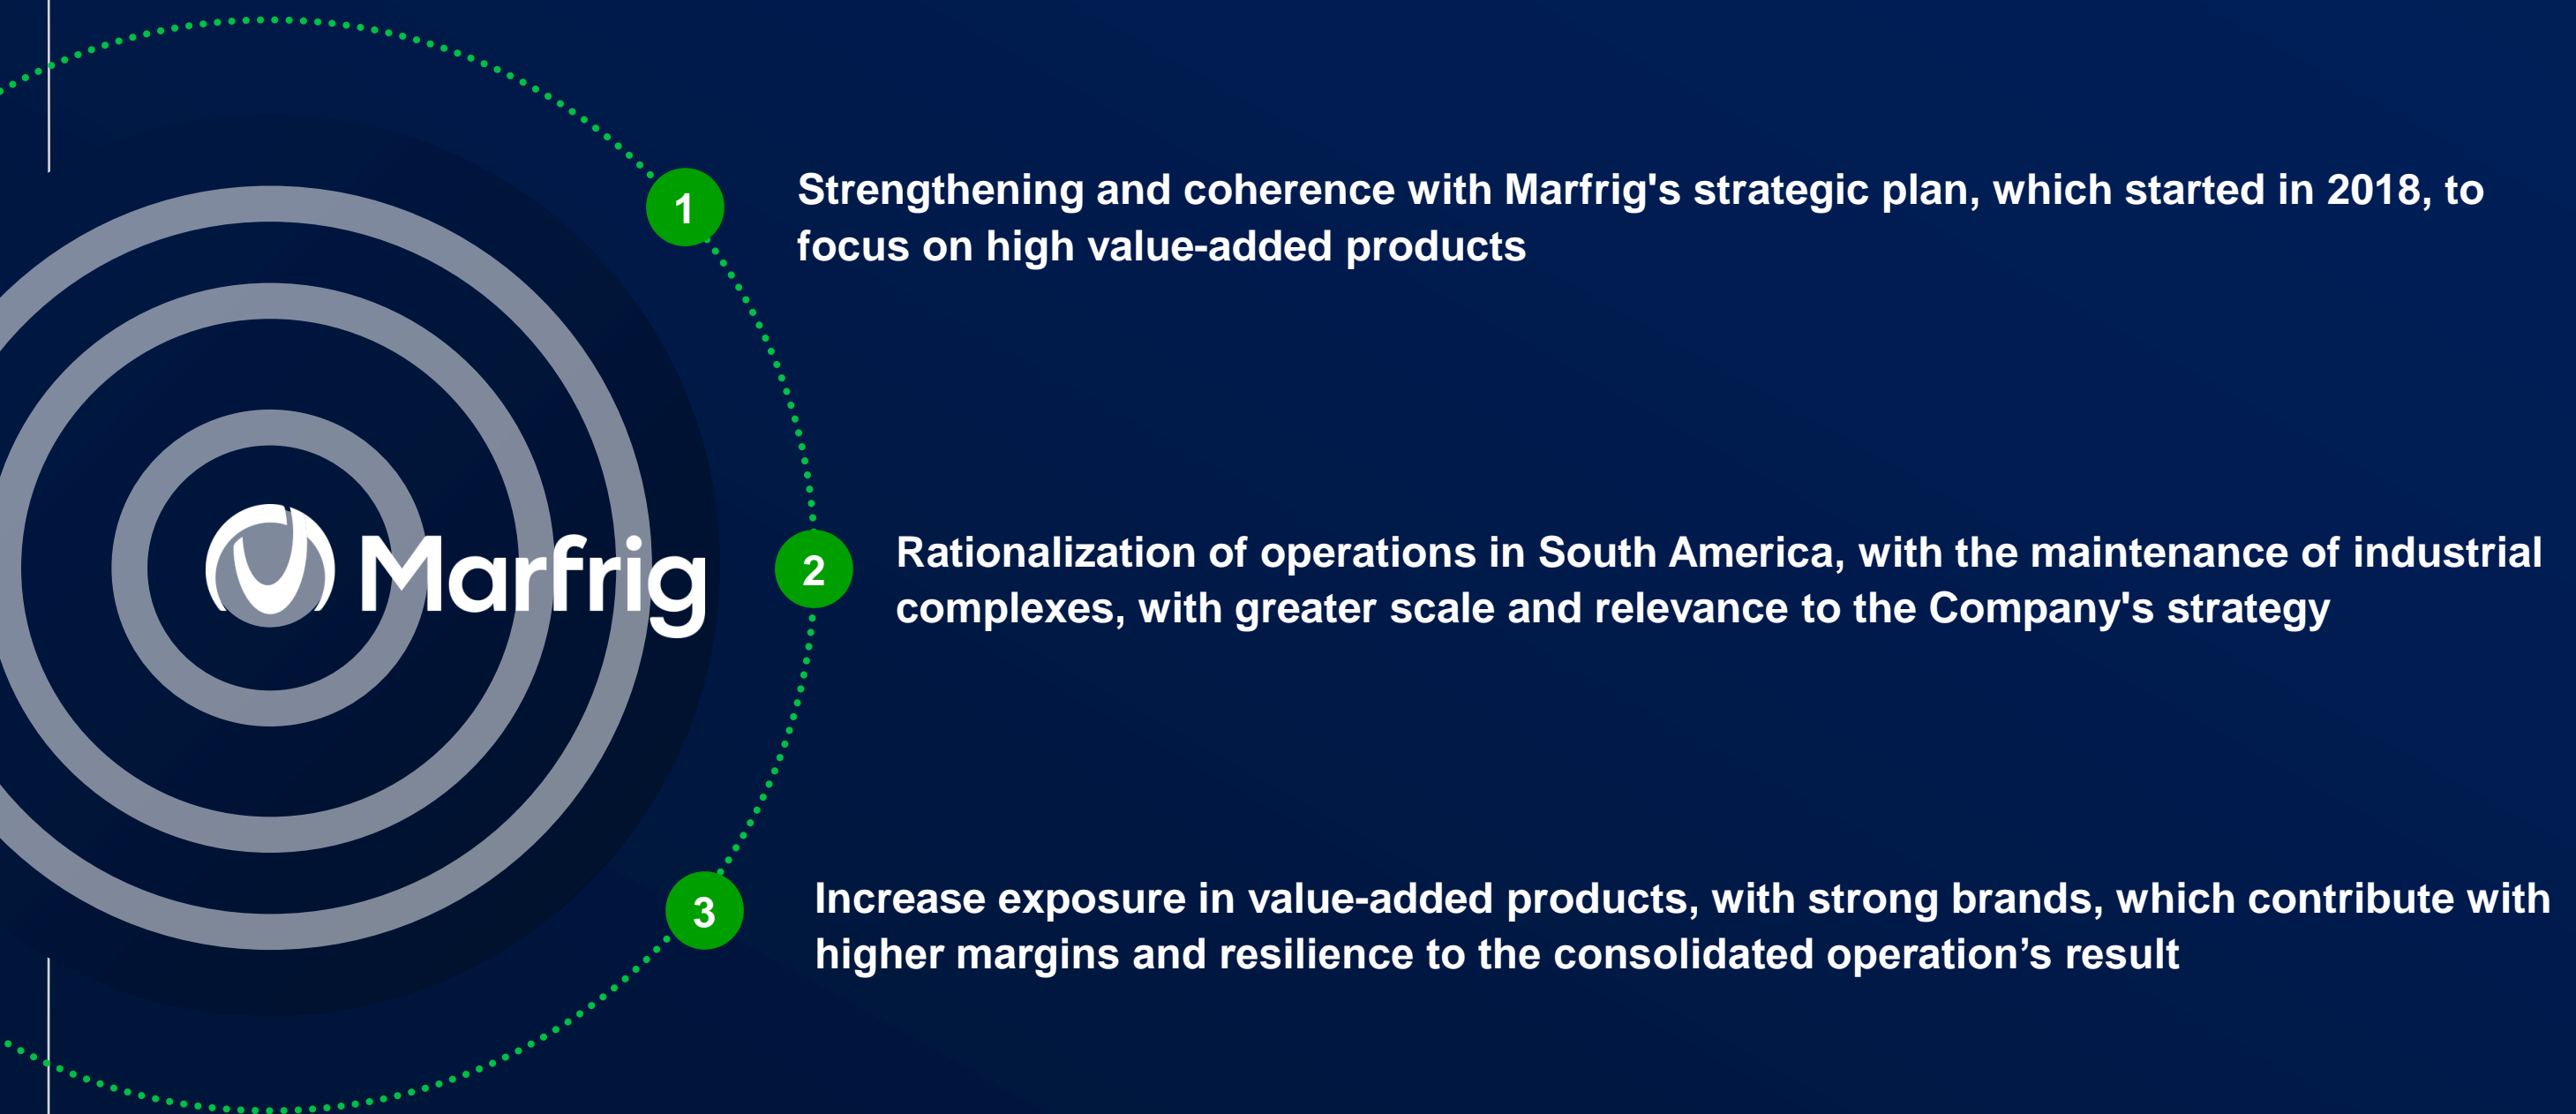 1
Strengthening and coherence with Marfrig's strategic plan, which started in 2018, to
focus on high value-added products
Marfrig
2
Rationalization of operations in South America, with the maintenance of industrial
complexes, with greater scale and relevance to the Company's strategy
3
Increase exposure in value-added products, with strong brands, which contribute with
higher margins and resilience to the consolidated operation’s result